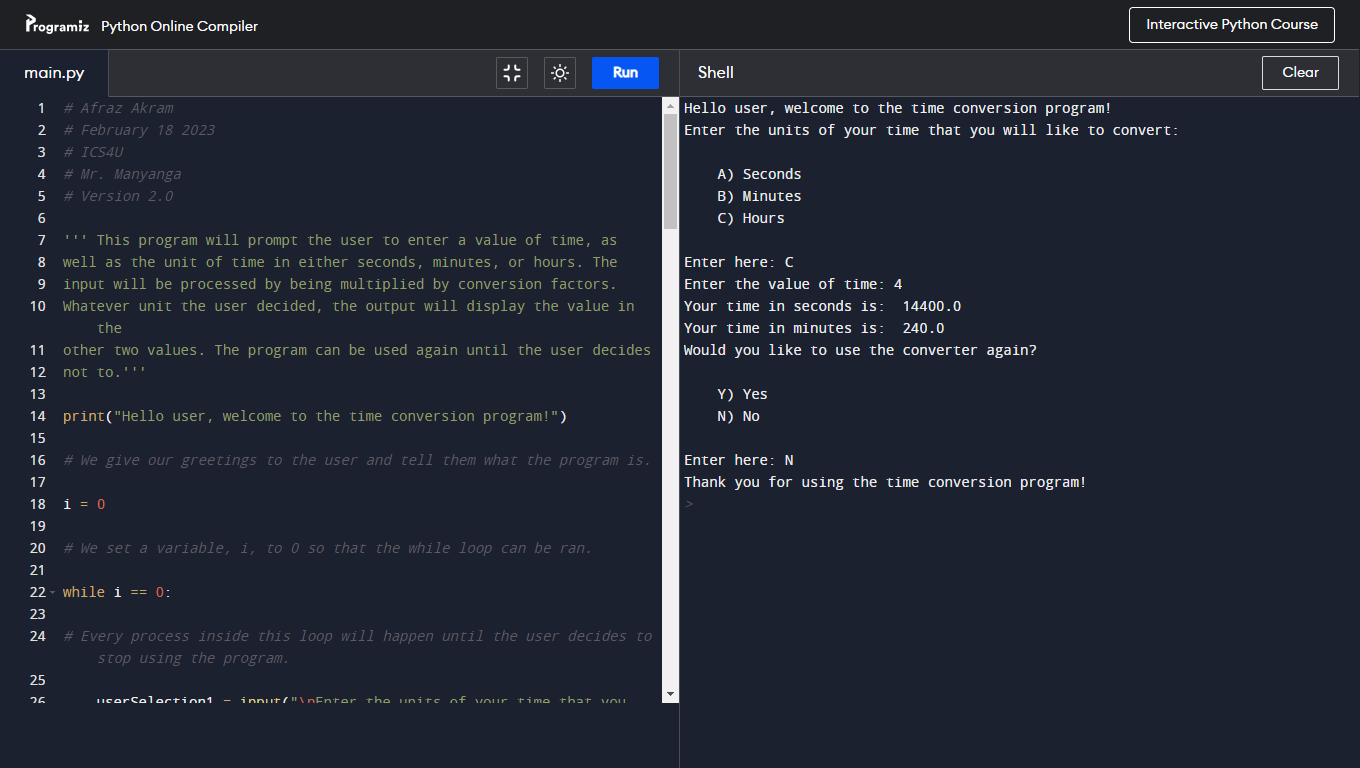 Programiz Python Online Compiler
Interactive Python Course
main.py
Run
1 # Afraz Akram
2 # February 18 2023
3 # ICS4U
4 # Mr. Manyanga
5 # Version 2.0
6
7 ''' This program will prompt the user to enter a value of time, as
8 well as the unit of time in either seconds, minutes, or hours. The
9 input will be processed by being multiplied by conversion factors.
10 Whatever unit the user decided, the output will display the value in
the
11 other two values. The program can be used again until the user decides
12 not to.'''
13
14 print("Hello user, welcome to the time conversion program!")
15
16 # We give our greetings to the user and tell them what the program is.
17
18 i = 0
19
20 # We set a variable, i, to 0 so that the while loop can be ran.
21
22 while i == 0:
23
24 # Every process inside this loop will happen until the user decides to
stop using the program.
25
26 userSelection1 = input("\nEnter the units of your time that you
Shell
Clear
Hello user, welcome to the time conversion program!
Enter the units of your time that you will like to convert:
A) Seconds
B) Minutes
C) Hours
Enter here: C
Enter the value of time: 4
Your time in seconds is:  14400.0
Your time in minutes is:  240.0
Would you like to use the converter again?
Y) Yes
N) No
Enter here: N
Thank you for using the time conversion program!
>